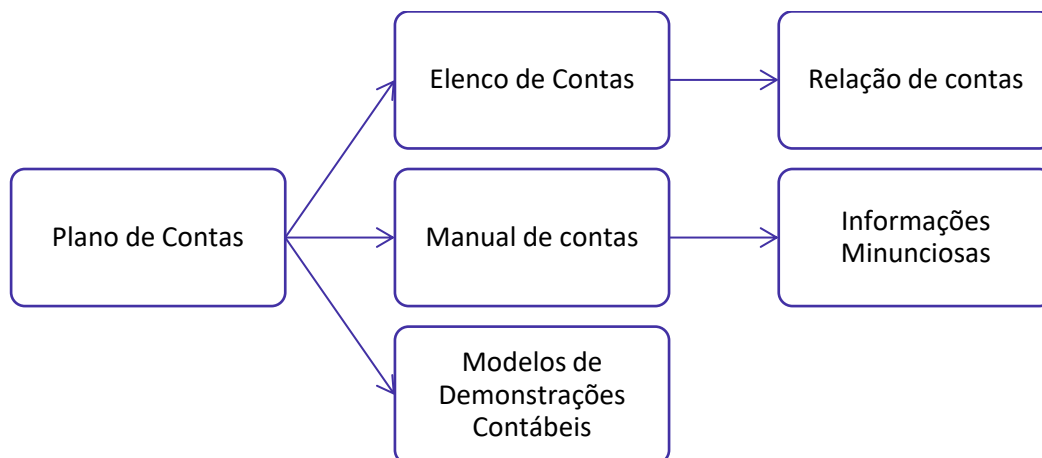 Elenco de Contas
Relação de contas
Plano de Contas
Manual de contas
Informações
Minunciosas
Modelos de
Demonstrações
Contábeis